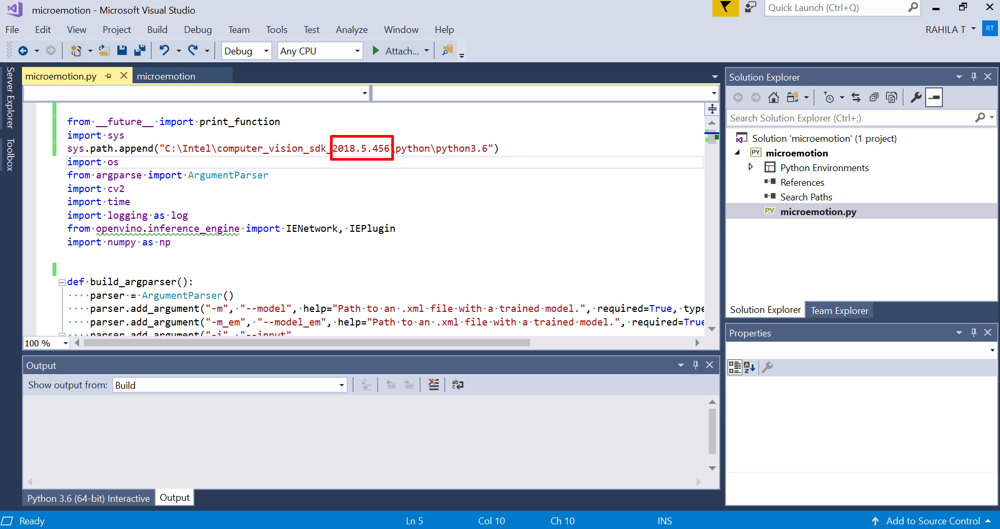 microemotion - Microsoft Visual Studio
Quick Launch (Ctrl+Q)
File Edit View Project Build Debug Team Tools Test Analyze Window Help
RAHILA T RT
Debug Any CPU Attach...
Server Explorer
Toolbox
microemotion.py microemotion
from __future__ import print_function
import sys
sys.path.append("C:\Intel\computer_vision_sdk_2018.5.456\python\python3.6")
import os
from argparse import ArgumentParser
import cv2
import time
import logging as log
from openvino.inference_engine import IENetwork, IEPlugin
import numpy as np
def build_argparser():
parser = ArgumentParser()
parser.add_argument("-m", "--model", help="Path to an .xml file with a trained model.", required=True, type
parser.add_argument("-m_em", "--model_em", help="Path to an .xml file with a trained model.", required=True
parser.add_argument("-i", "--input"
100 %
Output
Show output from: Build
Python 3.6 (64-bit) Interactive Output
Solution Explorer
Search Solution Explorer (Ctrl+;)
Solution 'microemotion' (1 project)
PY microemotion
Python Environments
References
Search Paths
PY microemotion.py
Solution Explorer Team Explorer
Properties
Ready Ln 5 Col 10 Ch 10 INS Add to Source Control